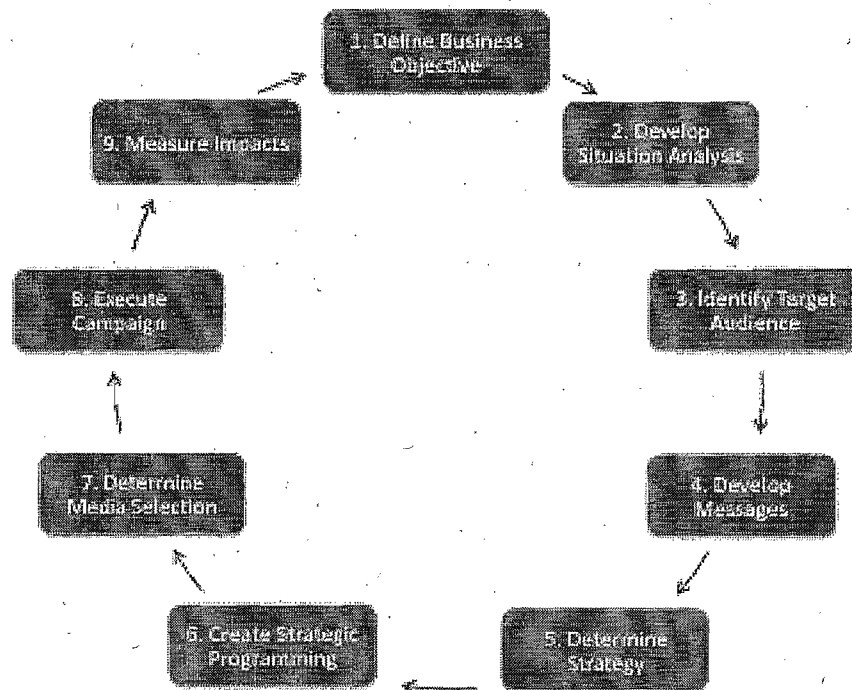 1. Define Business
Objective
2. Develop
Situation Analysis
3. Identify Target
Audience
4. Develop
Messages
5. Determine
Strategy
6. Create Strategic
Programming
7. Determine
Media Selection
8. Execute
Campaign
9. Measure Impacts